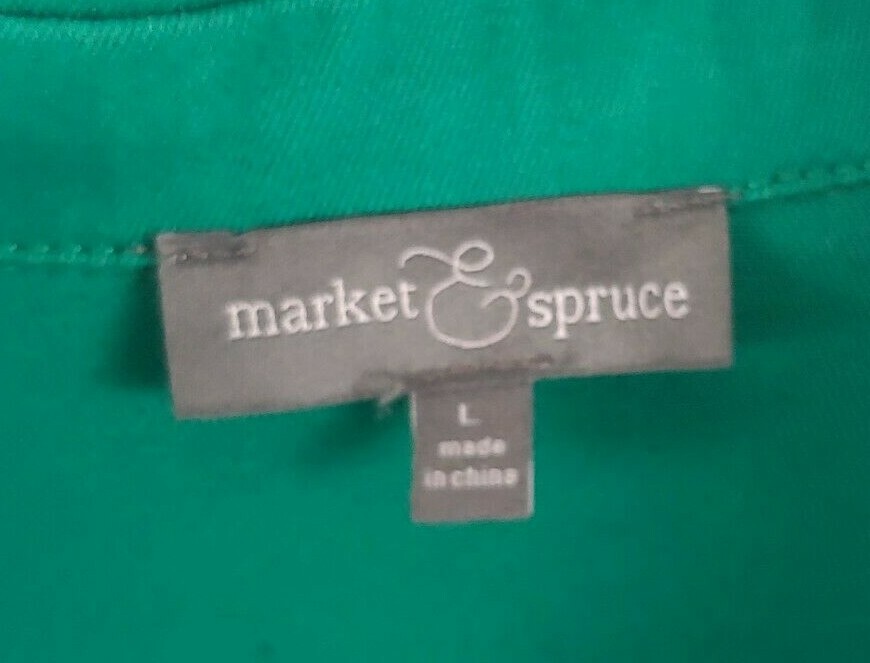 market & spruce
L
made
in china